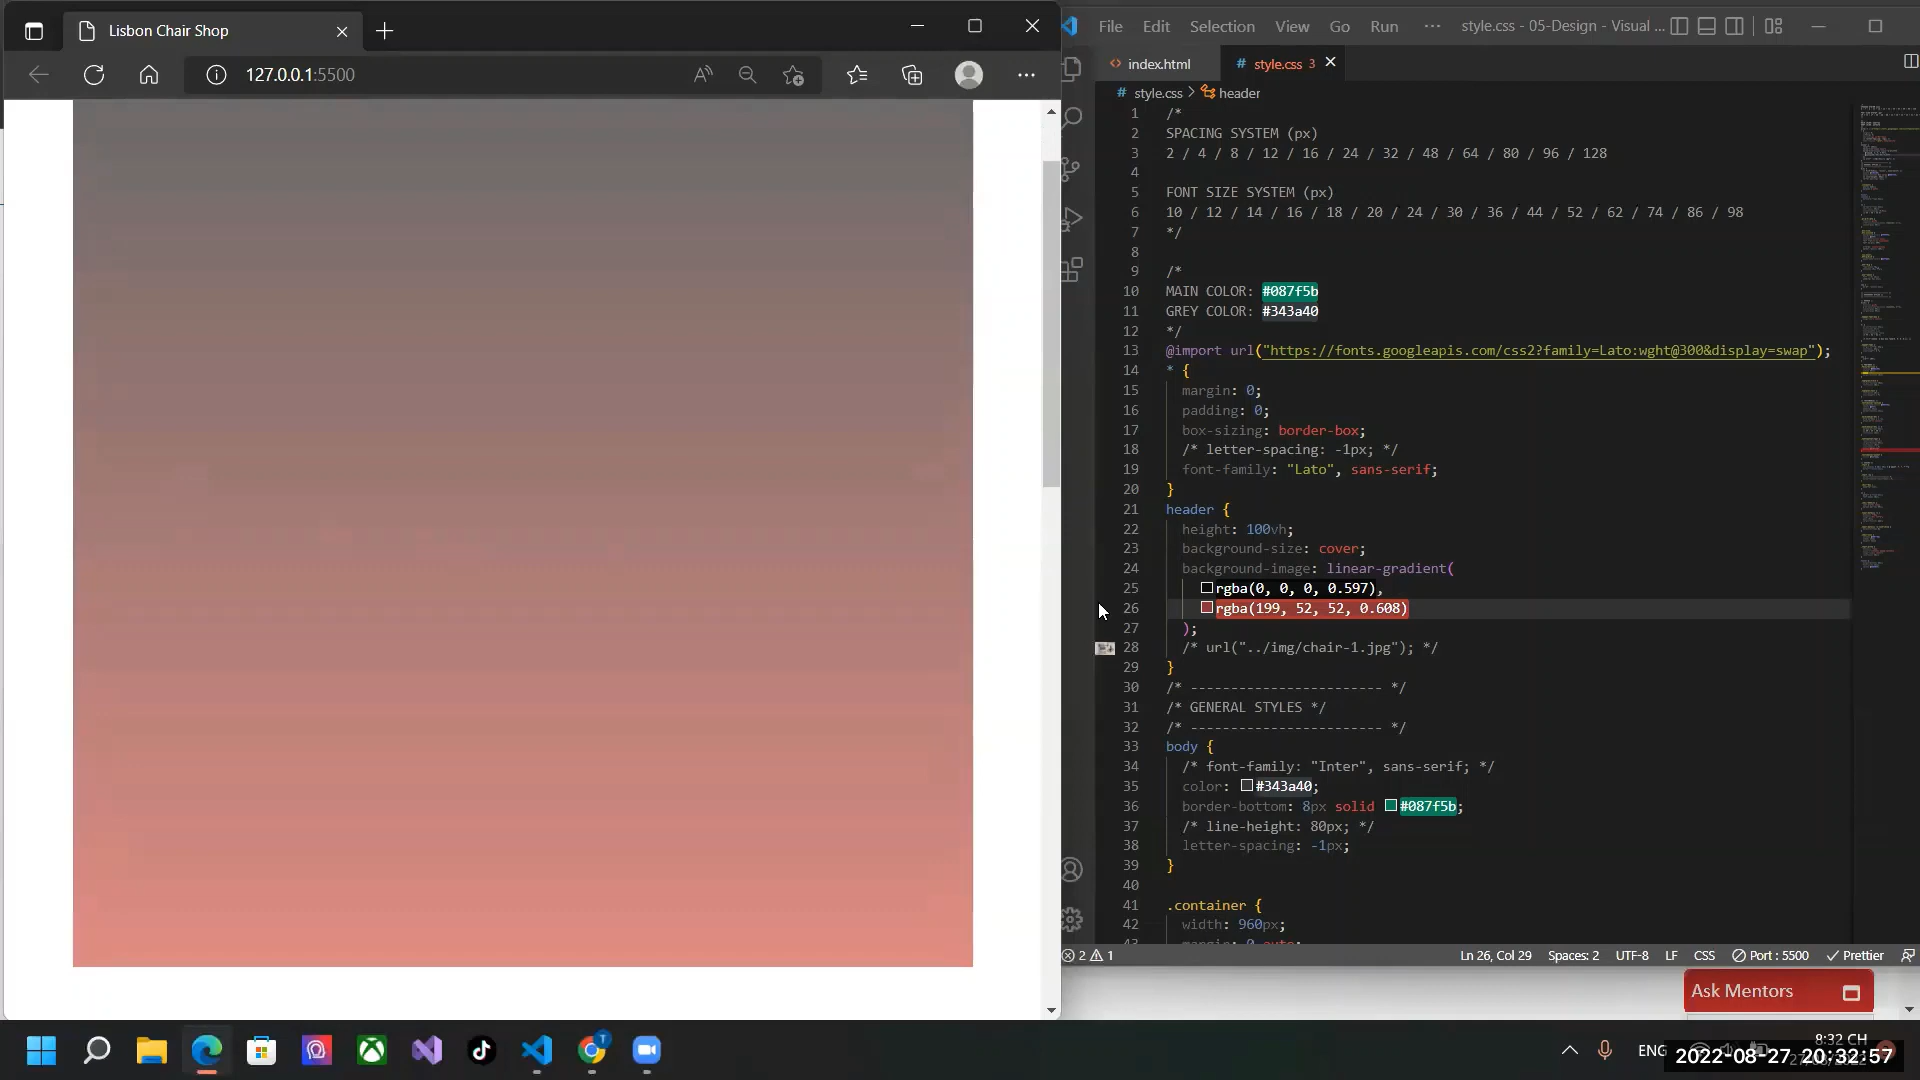 Lisbon Chair Shop
127.0.0.1:5500
File Edit Selection View Go Run ··· style.css - 05-Design - Visual ...
index.html
# style.css 3
# style.css > header
1 /*
2 SPACING SYSTEM (px)
3 2 / 4 / 8 / 12 / 16 / 24 / 32 / 48 / 64 / 80 / 96 / 128
4
5 FONT SIZE SYSTEM (px)
6 10 / 12 / 14 / 16 / 18 / 20 / 24 / 30 / 36 / 44 / 52 / 62 / 74 / 86 / 98
7 */
8
9 /*
10 MAIN COLOR: #087f5b
11 GREY COLOR: #343a40
12 */
13 @import url("https://fonts.googleapis.com/css2?family=Lato:wght@300&display=swap");
14 * {
15 margin: 0;
16 padding: 0;
17 box-sizing: border-box;
18 /* letter-spacing: -1px; */
19 font-family: "Lato", sans-serif;
20 }
21 header {
22 height: 100vh;
23 background-size: cover;
24 background-image: linear-gradient(
25 rgba(0, 0, 0, 0.597),
26 rgba(199, 52, 52, 0.608)
27 );
28 /* url("../img/chair-1.jpg"); */
29 }
30 /* ------------------------ */
31 /* GENERAL STYLES */
32 /* ------------------------ */
33 body {
34 /* font-family: "Inter", sans-serif; */
35 color: #343a40;
36 border-bottom: 8px solid #087f5b;
37 /* line-height: 80px; */
38 letter-spacing: -1px;
39 }
40
41 .container {
42 width: 960px;
43 margin: 0 auto;
2 1 Ln 26, Col 29 Spaces: 2 UTF-8 LF CSS Port : 5500 Prettier
Ask Mentors
ENG
8:32 CH
2022-08-27 20:32:57